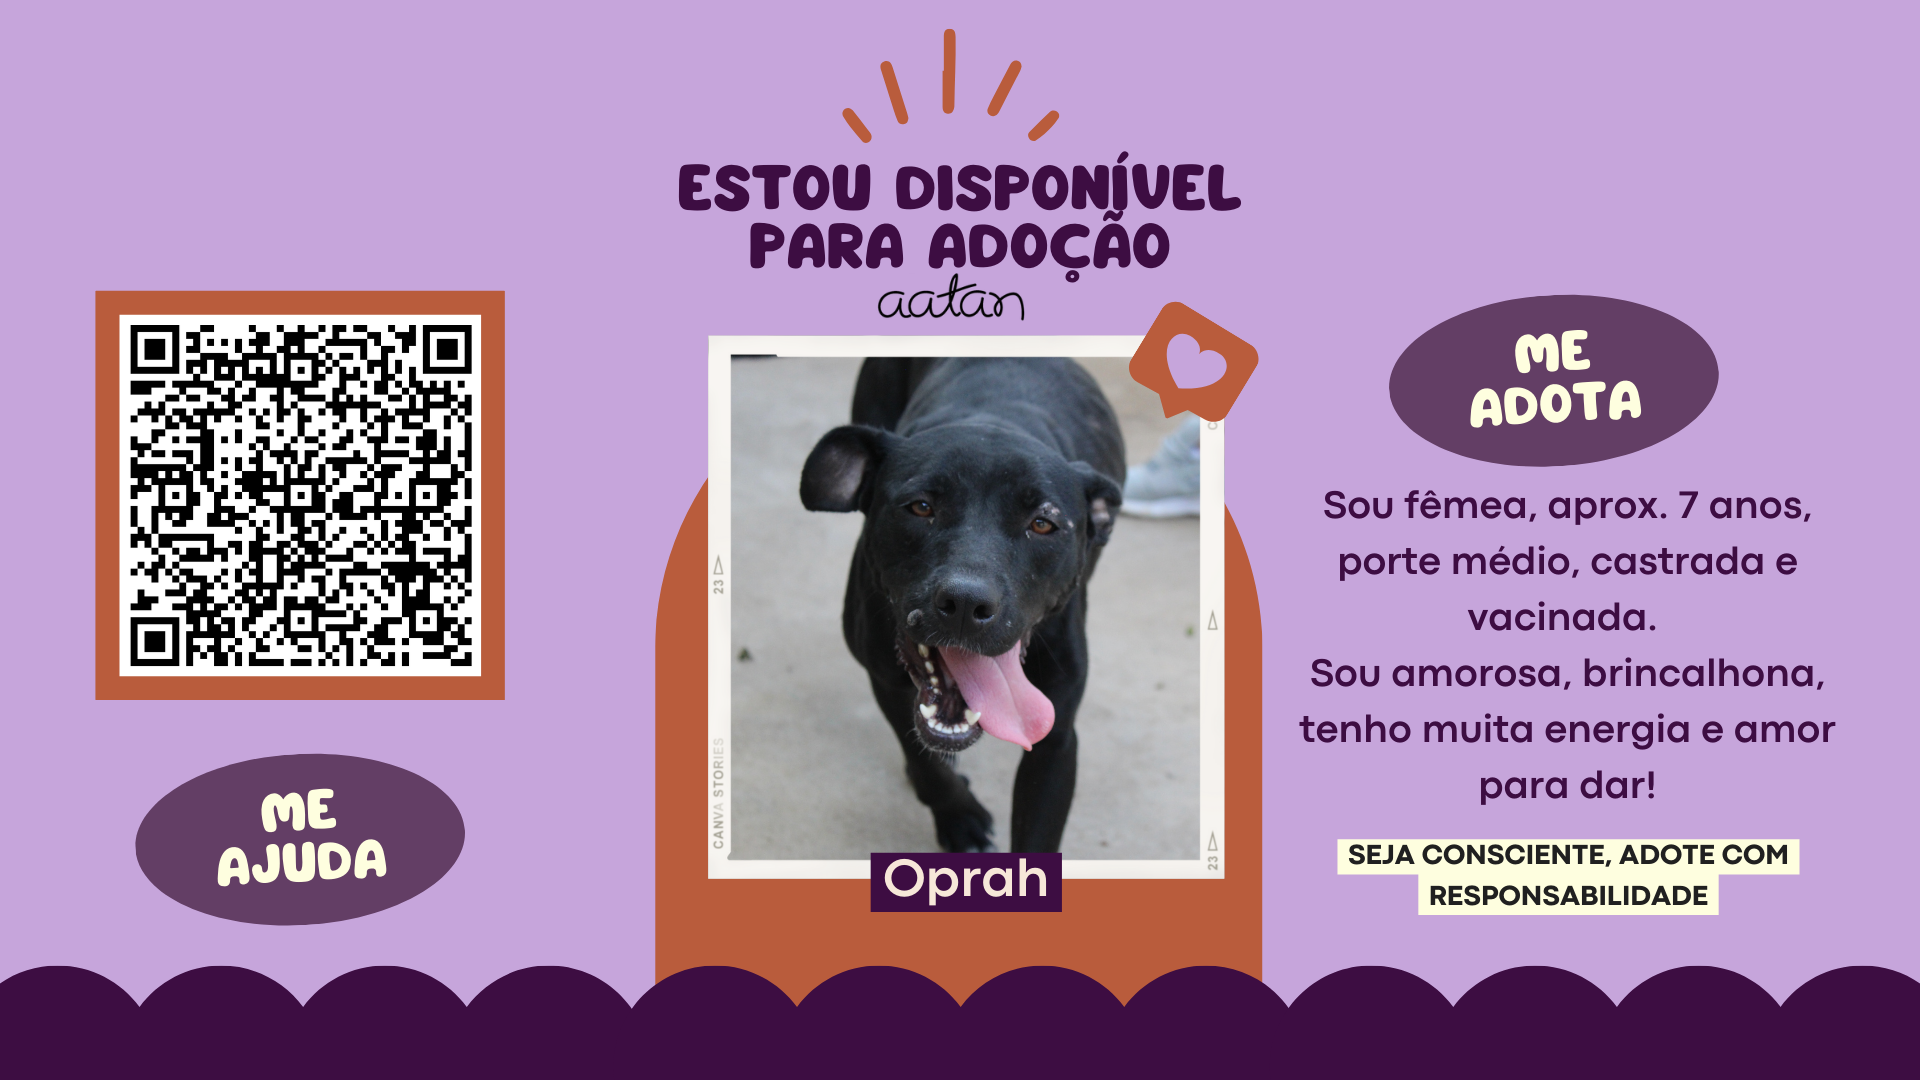 ESTOU DISPONÍVEL
PARA ADOÇÃO
aatan
ME
AJUDA
23
CANVA STORIES
23
Oprah
ME
ADOTA
Sou fêmea, aprox. 7 anos,
porte médio, castrada e
vacinada.
Sou amorosa, brincalhona,
tenho muita energia e amor
para dar!
SEJA CONSCIENTE, ADOTE COM
RESPONSABILIDADE